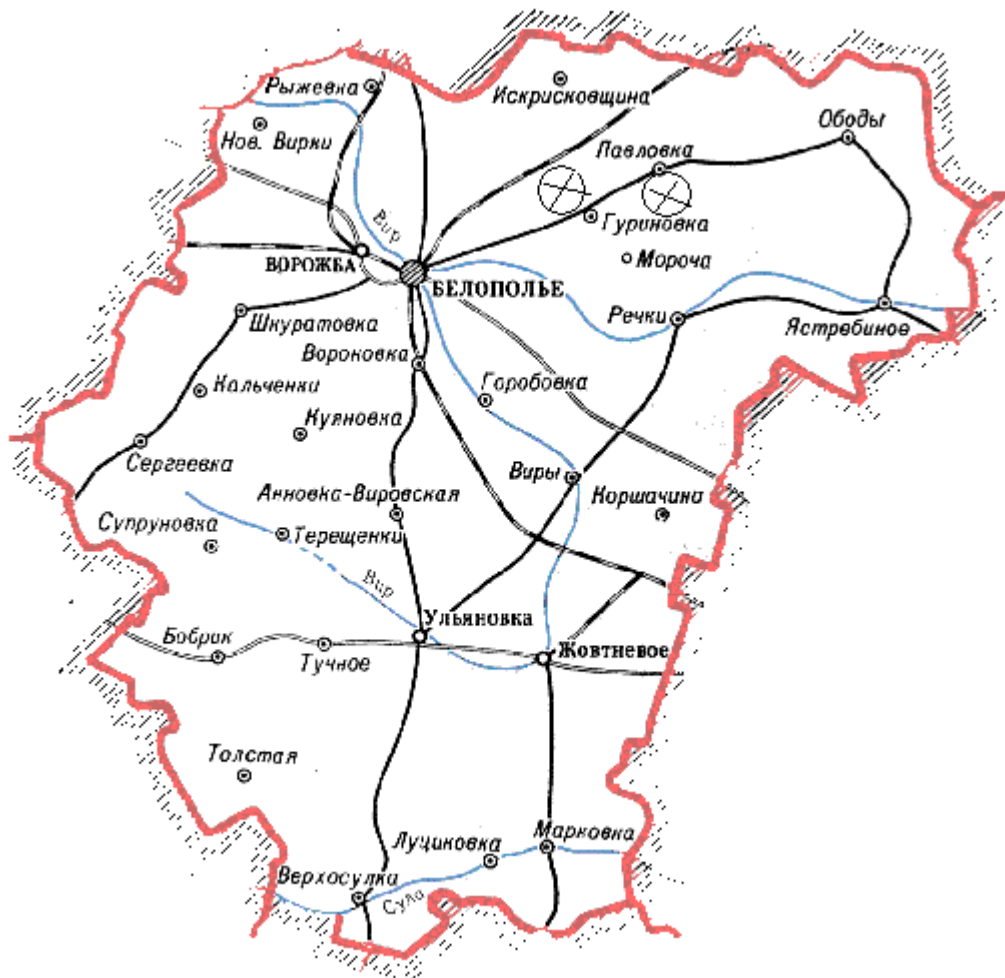 Рыжевка
Искрисковщина
Ободы
Нов. Вирки
Павловка
Гуриновка
Вир
Мороча
ВОРОЖБА
БЕЛОПОЛЬЕ
Речки
Ястребиное
Шкуратовка
Вороновка
Горобовка
Кальченки
Куяновка
Сергеевка
Виры
Коршачина
Анновка-Вировская
Супруновка
Терещенки
Вир
Ульяновка
Бобрик
Тучное
Жовтневое
Толстая
Луциковка
Марковка
Верхосулка
Сула